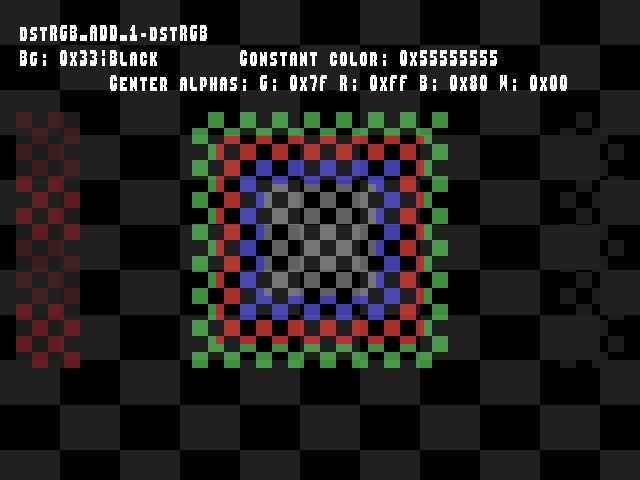 dstRGB_ADD_1-dstRGB
Bg: 0x33¦Black Constant color: 0x55555555
Center alphas: G: 0x7f R: 0xff B: 0x80 W: 0x00